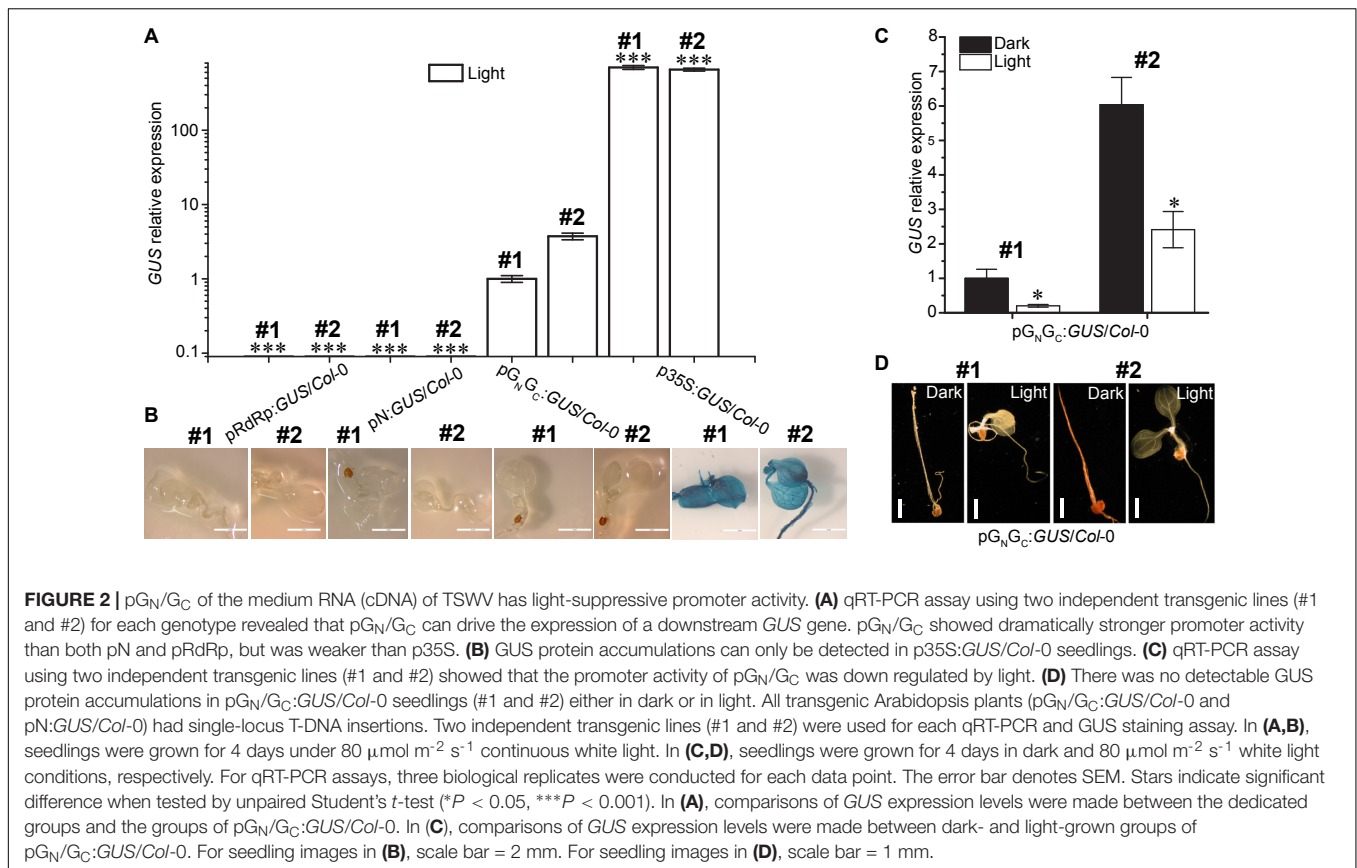 A
#1 #2
*** ***
Light
GUS relative expression
100
10
1
0.1
#1 #2 #1 #2 #1 #2
*** *** *** ***
pRdRp:GUS/Col-0 pN:GUS/Col-0 pGNGC:GUS/Col-0 p35S:GUS/Col-0
B
#1 #2 #1 #2 #1 #2 #1 #2
C
Dark
Light
GUS relative expression
8
7
6
5
4
3
2
1
0
#1
*
#2
*
pGNGC:GUS/Col-0
D
#1 #2
Dark Light Dark Light
pGNGC:GUS/Col-0
FIGURE 2 | pGN/GC of the medium RNA (cDNA) of TSWV has light-suppressive promoter activity. (A) qRT-PCR assay using two independent transgenic lines (#1
and #2) for each genotype revealed that pGN/GC can drive the expression of a downstream GUS gene. pGN/GC showed dramatically stronger promoter activity
than both pN and pRdRp, but was weaker than p35S. (B) GUS protein accumulations can only be detected in p35S:GUS/Col-0 seedlings. (C) qRT-PCR assay
using two independent transgenic lines (#1 and #2) showed that the promoter activity of pGN/GC was down regulated by light. (D) There was no detectable GUS
protein accumulations in pGN/GC:GUS/Col-0 seedlings (#1 and #2) either in dark or in light. All transgenic Arabidopsis plants (pGN/GC:GUS/Col-0 and
pN:GUS/Col-0) had single-locus T-DNA insertions. Two independent transgenic lines (#1 and #2) were used for each qRT-PCR and GUS staining assay. In (A,B),
seedlings were grown for 4 days under 80 μmol m-2 s-1 continuous white light. In (C,D), seedlings were grown for 4 days in dark and 80 μmol m-2 s-1 white light
conditions, respectively. For qRT-PCR assays, three biological replicates were conducted for each data point. The error bar denotes SEM. Stars indicate significant
difference when tested by unpaired Student's t-test (*P < 0.05, ***P < 0.001). In (A), comparisons of GUS expression levels were made between the dedicated
groups and the groups of pGN/GC:GUS/Col-0. In (C), comparisons of GUS expression levels were made between dark- and light-grown groups of
pGN/GC:GUS/Col-0. For seedling images in (B), scale bar = 2 mm. For seedling images in (D), scale bar = 1 mm.